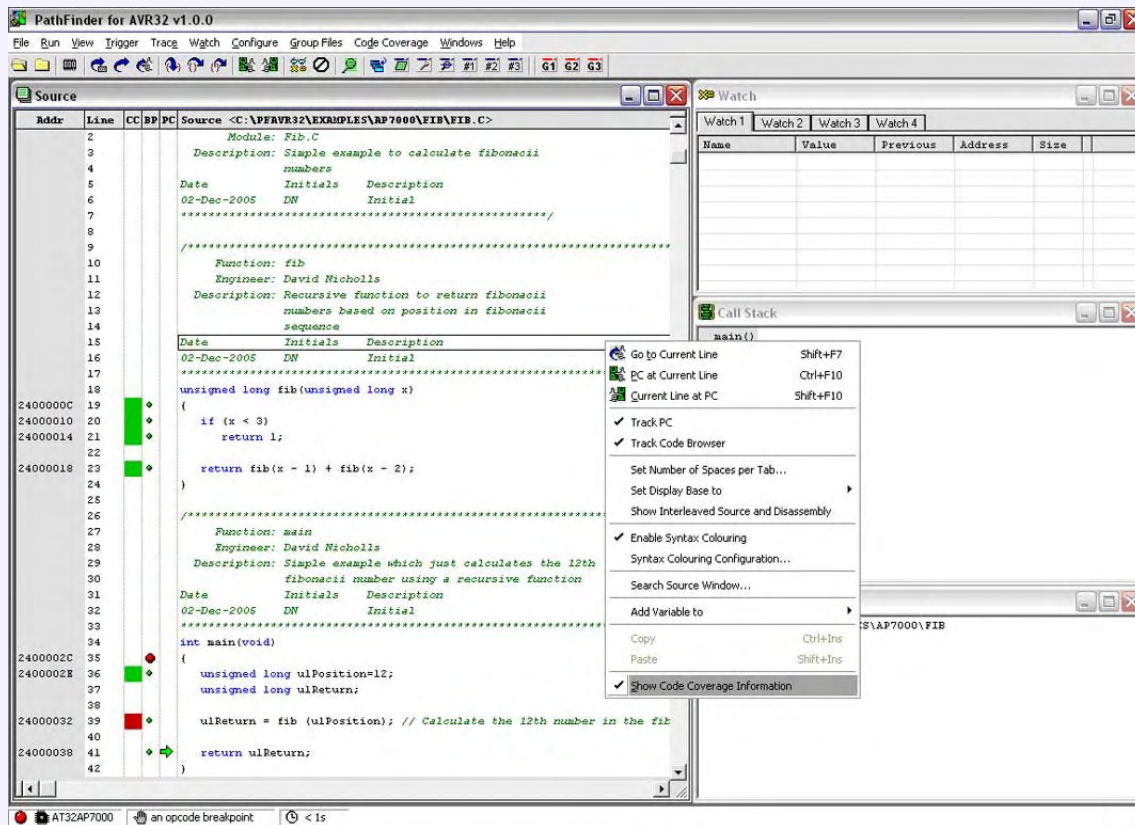 PathFinder for AVR32 v1.0.0
File Run View Trigger Trace Watch Configure Group Files Code Coverage Windows Help
#1 #2 #3 G1 G2 G3
Source
Addr Line CC BP PC Source <C:\PFAVR32\EXAMPLES\AP7000\FIB\FIB.C>
2 Module: Fib.C
3 Description: Simple example to calculate fibonacii
4 numbers
5 Date Initials Description
6 02-Dec-2005 DN Initial
7 *****************************************************/
8
9 /**********************************************************************
10 Function: fib
11 Engineer: David Nicholls
12 Description: Recursive function to return fibonacii
13 numbers based on position in fibonacii
14 sequence
15 Date Initials Description
16 02-Dec-2005 DN Initial
17 **************************************************************
18 unsigned long fib(unsigned long x)
2400000C 19 {
24000010 20 if (x < 3)
24000014 21 return 1;
22
24000018 23 return fib(x - 1) + fib(x - 2);
24 }
25
26 /*************************************************************
27 Function: main
28 Engineer: David Nicholls
29 Description: Simple example which just calculates the 12th
30 fibonacii number using a recursive function
31 Date Initials Description
32 02-Dec-2005 DN Initial
33 **************************************************************
34 int main(void)
2400002C 35 {
2400002E 36 unsigned long ulPosition=12;
37 unsigned long ulReturn;
38
24000032 39 ulReturn = fib (ulPosition); // Calculate the 12th number in the fib
40
24000038 41 return ulReturn;
42 }
Watch
Watch 1 Watch 2 Watch 3 Watch 4
Name Value Previous Address Size
Call Stack
main()
Go to Current Line Shift+F7
PC at Current Line Ctrl+F10
Current Line at PC Shift+F10
Track PC
Track Code Browser
Set Number of Spaces per Tab...
Set Display Base to
Show Interleaved Source and Disassembly
Enable Syntax Colouring
Syntax Colouring Configuration...
Search Source Window...
Add Variable to
Copy Ctrl+Ins
Paste Shift+Ins
Show Code Coverage Information
\AP7000\FIB
AT32AP7000 an opcode breakpoint < 1s